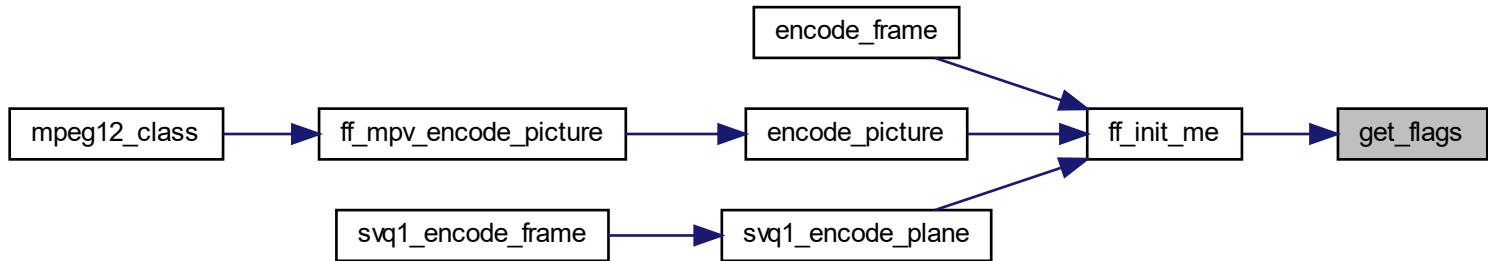 encode_frame
mpeg12_class
ff_mpv_encode_picture
encode_picture
ff_init_me
get_flags
svq1_encode_frame
svq1_encode_plane